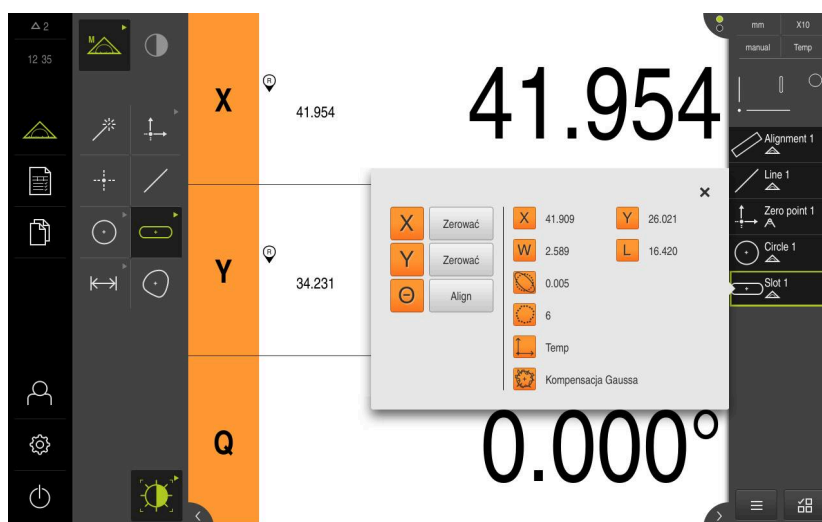 2
12 35
M
X
R
41.954
41.954
Y
R
34.231
Q
0.000°
X Zerować
Y Zerować
Θ Align
X 41.909 Y 26.021
W 2.589 L 16.420
0.005
6
Temp
Kompensacja Gaussa
mm X10
manual Temp
Alignment 1
Line 1
Zero point 1
Circle 1
Slot 1